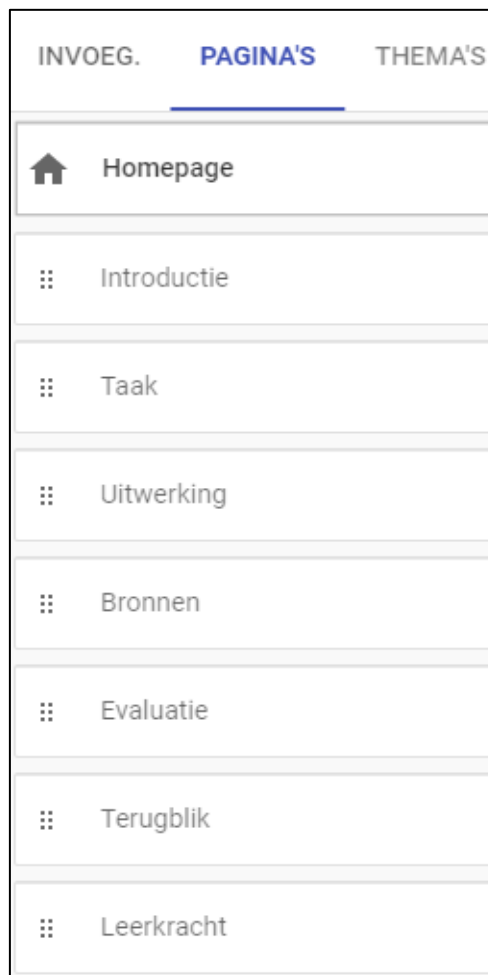 INVOEG. PAGINA'S THEMA'S
Homepage
Introductie
Taak
Uitwerking
Bronnen
Evaluatie
Terugblik
Leerkracht